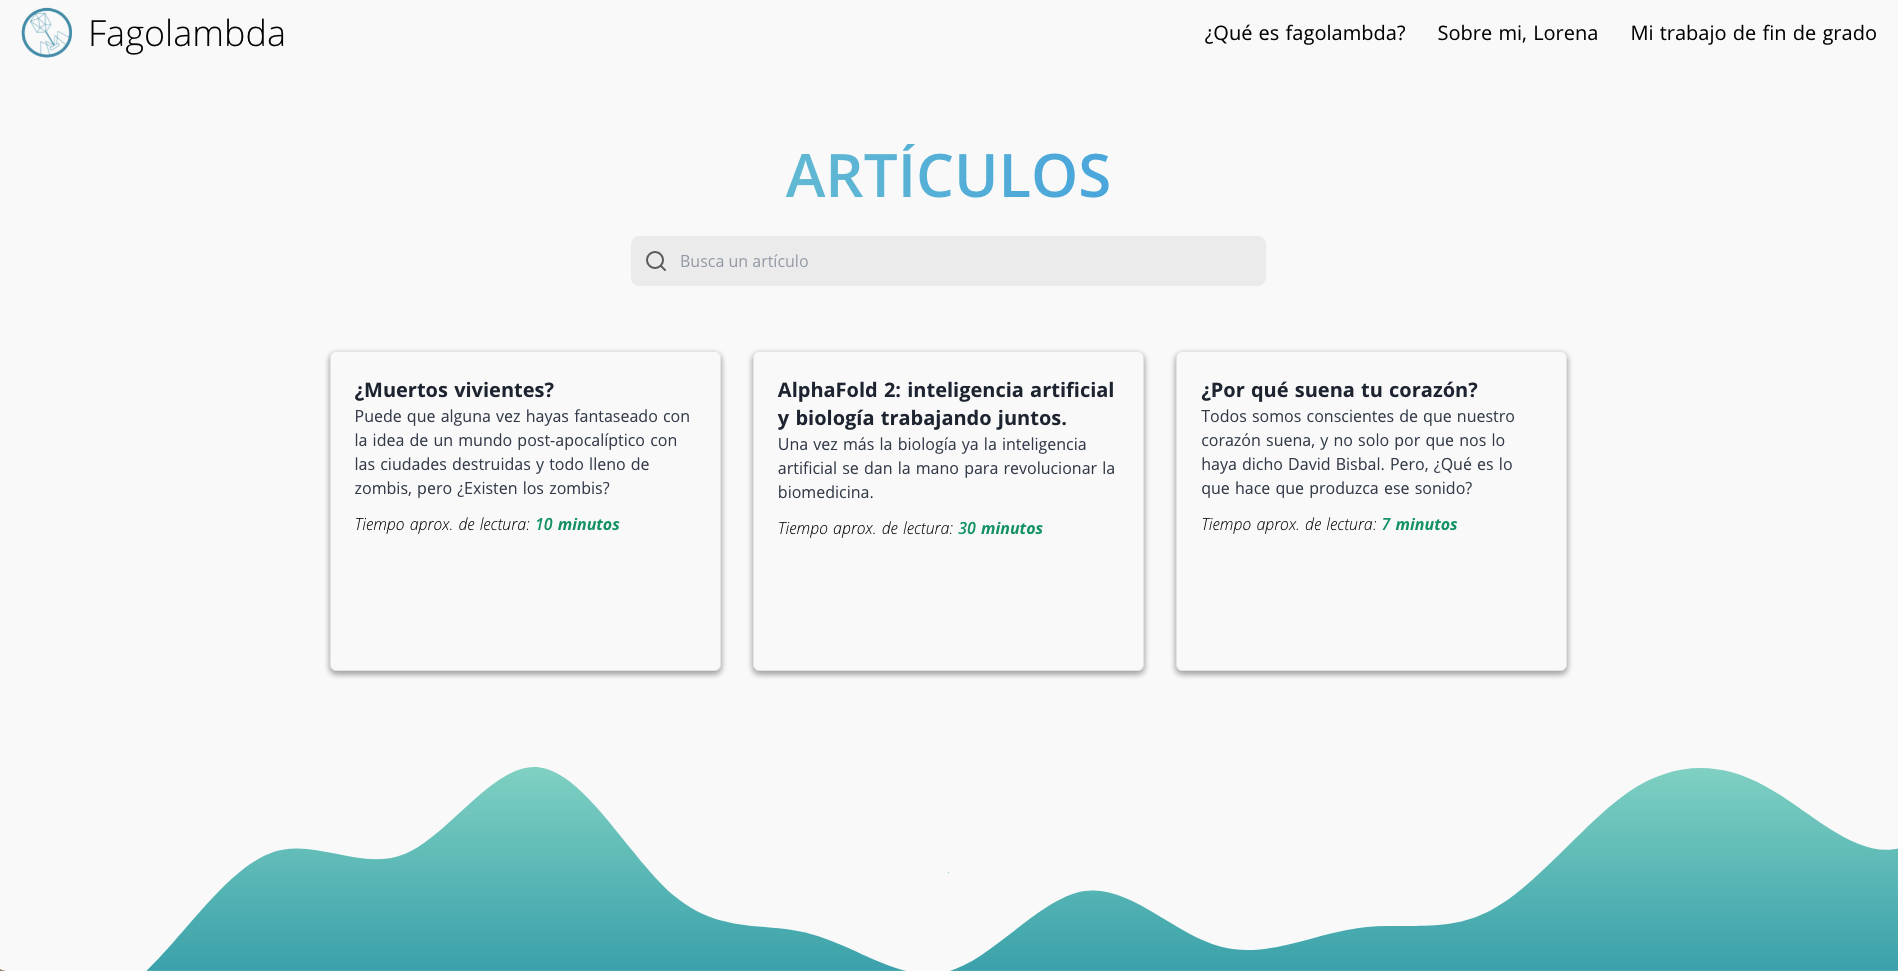 Fagolambda
¿Qué es fagolambda?
Sobre mi, Lorena
Mi trabajo de fin de grado
ARTÍCULOS
Busca un artículo
¿Muertos vivientes?
Puede que alguna vez hayas fantaseado con
la idea de un mundo post-apocalíptico con
las ciudades destruidas y todo lleno de
zombis, pero ¿Existen los zombis?
Tiempo aprox. de lectura: 10 minutos
AlphaFold 2: inteligencia artificial
y biología trabajando juntos.
Una vez más la biología ya la inteligencia
artificial se dan la mano para revolucionar la
biomedicina.
Tiempo aprox. de lectura: 30 minutos
¿Por qué suena tu corazón?
Todos somos conscientes de que nuestro
corazón suena, y no solo por que nos lo
haya dicho David Bisbal. Pero, ¿Qué es lo
que hace que produzca ese sonido?
Tiempo aprox. de lectura: 7 minutos